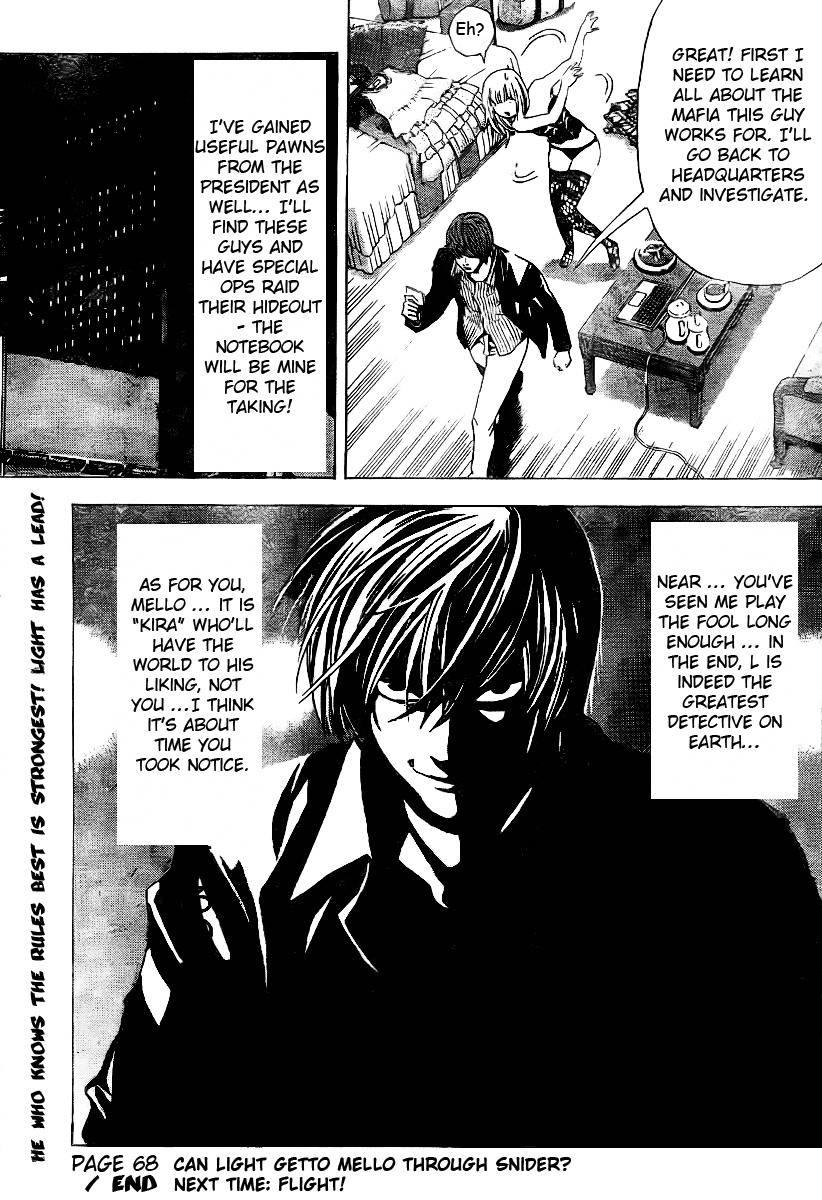 GREAT! FIRST I
NEED TO LEARN
ALL ABOUT THE
MAFIA THIS GUY
WORKS FOR. I'LL
GO BACK TO
HEADQUARTERS
AND INVESTIGATE.
Eh?
I'VE GAINED
USEFUL PAWNS
FROM THE
PRESIDENT AS
WELL... I'LL
FIND THESE
GUYS AND
HAVE SPECIAL
OPS RAID
THEIR HIDEOUT
- THE
NOTEBOOK
WILL BE MINE
FOR THE
TAKING!
NEAR ... YOU'VE
SEEN ME PLAY
THE FOOL LONG
ENOUGH ... IN
THE END, L IS
INDEED THE
GREATEST
DETECTIVE ON
EARTH...
AS FOR YOU,
MELLO ... IT IS
"KIRA" WHO'LL
HAVE THE
WORLD TO HIS
LIKING, NOT
YOU ...I THINK
IT'S ABOUT
TIME YOU
TOOK NOTICE.
HE WHO KNOWS THE RULES BEST IS STRONGEST! LIGHT HAS A LEAD!
PAGE 68 CAN LIGHT GETTO MELLO THROUGH SNIDER?
/ END NEXT TIME: FLIGHT!